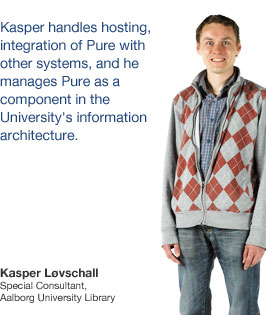 Kasper handles hosting,
integration of Pure with
other systems, and he
manages Pure as a
component in the
University's information
architecture.
Kasper Løvschall
Special Consultant,
Aalborg University Library